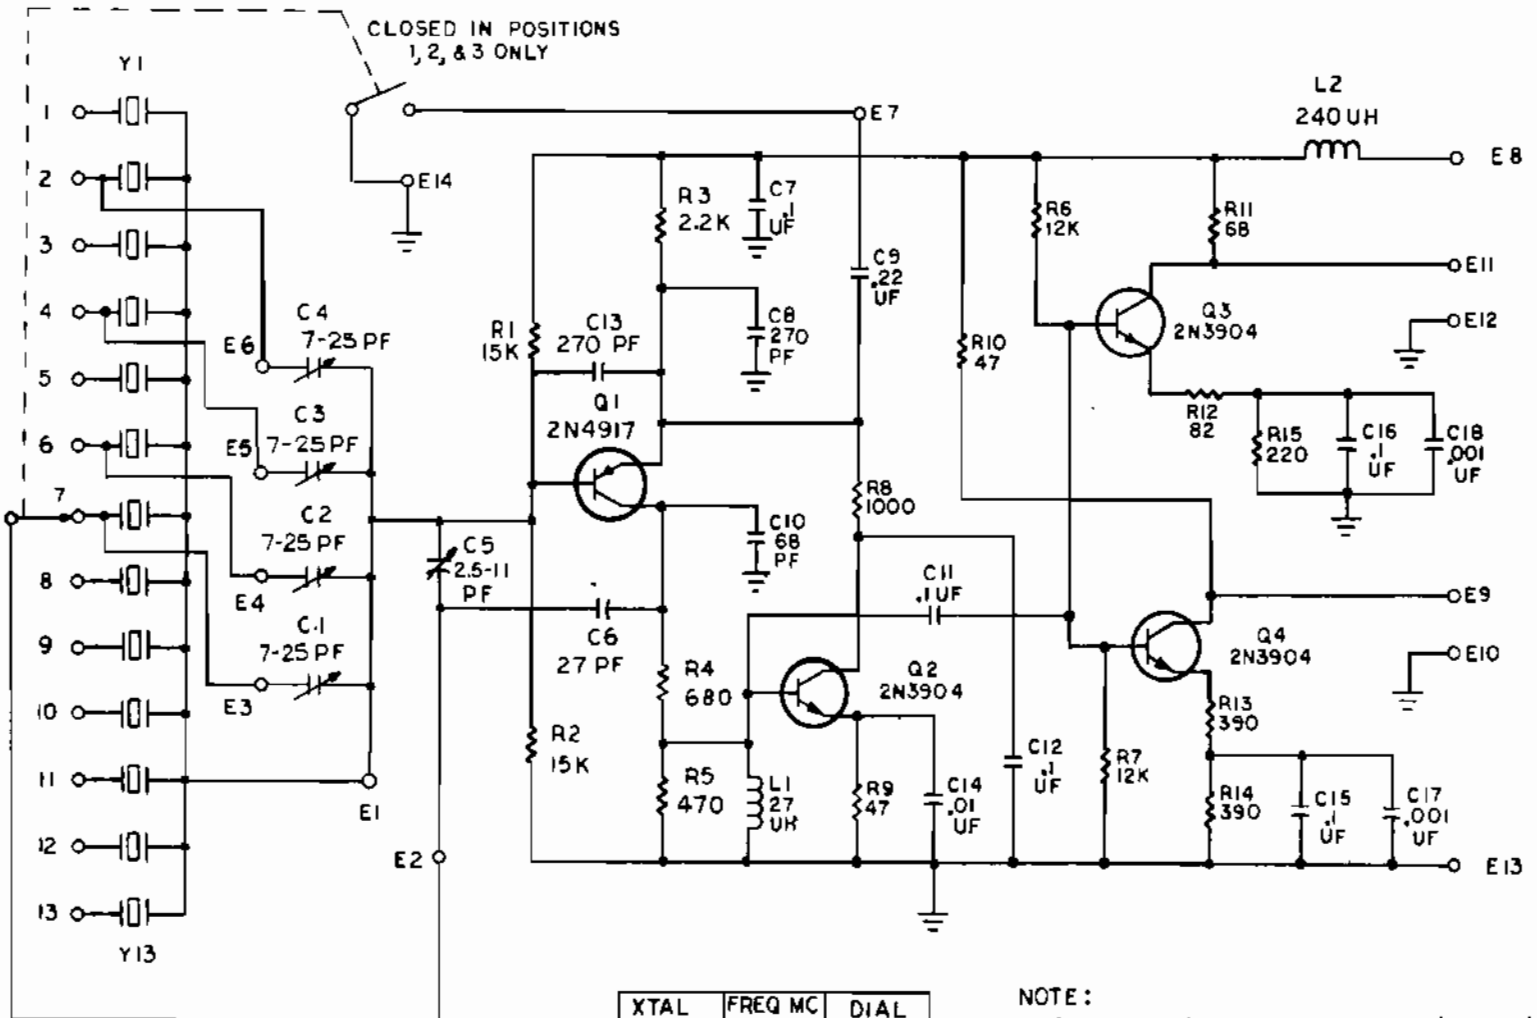 CLOSED IN POSITIONS
1, 2, & 3 ONLY
Y1
1
2
3
4
5
6
7
8
9
10
11
12
13
Y13
E14
E7
L2
240UH
E8
R3
2.2K
C7
.1
UF
R6
12K
R11
68
E11
C9
.22
UF
Q3
2N3904
E12
C4
7-25 PF
E6
R1
15K
C13
270 PF
C8
270
PF
R10
47
Q1
2N4917
C3
7-25 PF
E5
R12
82
R15
220
C16
.1
UF
C18
.001
UF
R8
1000
C2
7-25 PF
E4
C5
2.5-11
PF
C10
68
PF
C11
.1UF
E9
C.1
7-25 PF
E3
C6
27 PF
R4
680
Q2
2N3904
Q4
2N3904
E10
R13
390
R2
15K
R5
470
L1
27
UH
R9
47
C14
.01
UF
C12
.1
UF
R7
12K
R14
390
C15
.1
UF
C17
.001
UF
E1
E2
E13
XTAL FREQ MC DIAL
NOTE: